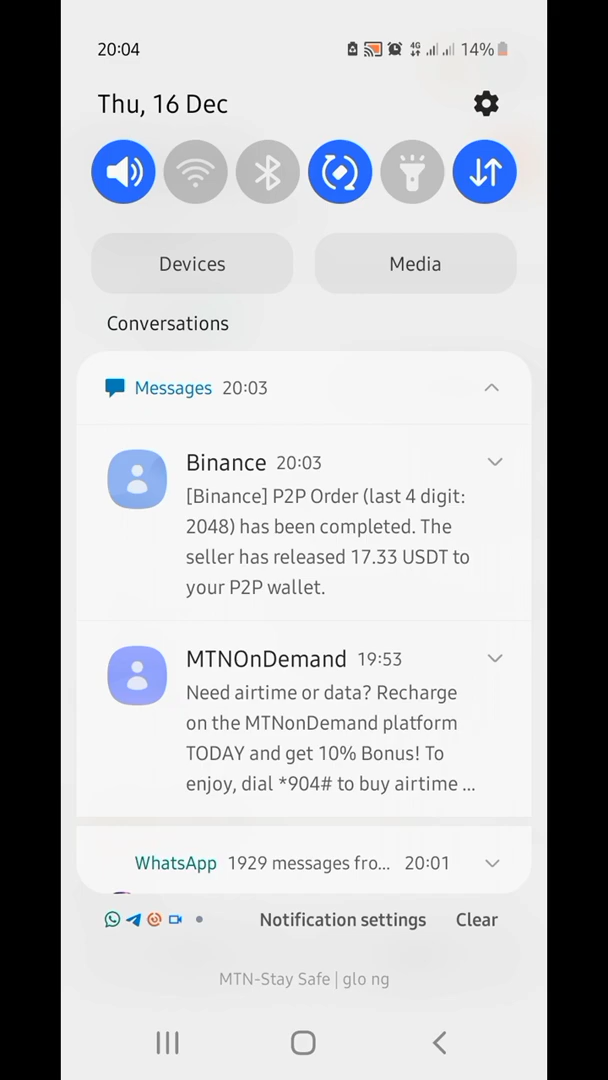 20:04 4G 14%
Thu, 16 Dec
Devices Media
Conversations
Messages 20:03
Binance 20:03
[Binance] P2P Order (last 4 digit:
2048) has been completed. The
seller has released 17.33 USDT to
your P2P wallet.
MTNOnDemand 19:53
Need airtime or data? Recharge
on the MTNonDemand platform
TODAY and get 10% Bonus! To
enjoy, dial *904# to buy airtime ...
WhatsApp 1929 messages fro... 20:01
Notification settings Clear
MTN-Stay Safe | glo ng